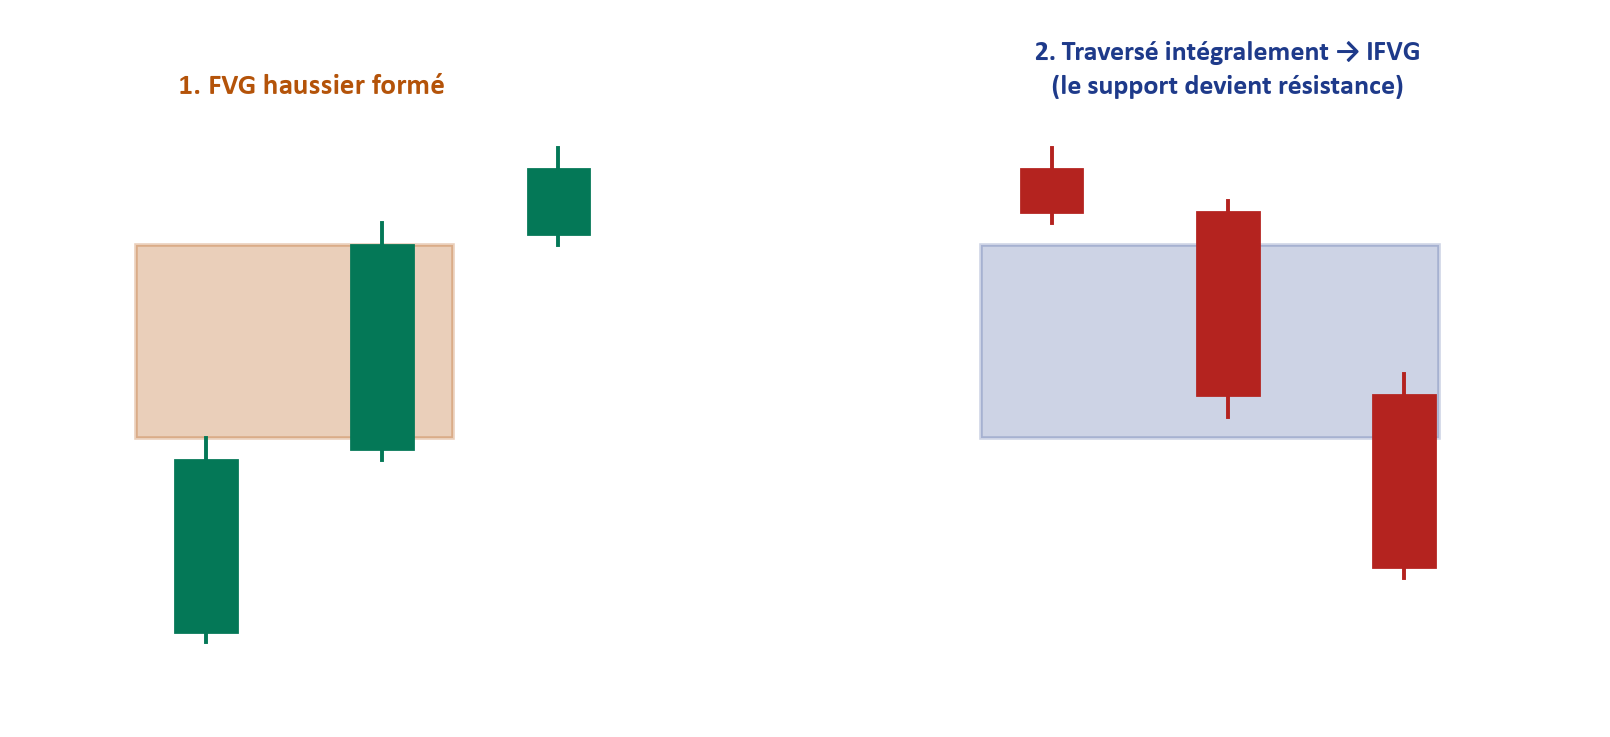 1. FVG haussier formé
2. Traversé intégralement → IFVG
(le support devient résistance)